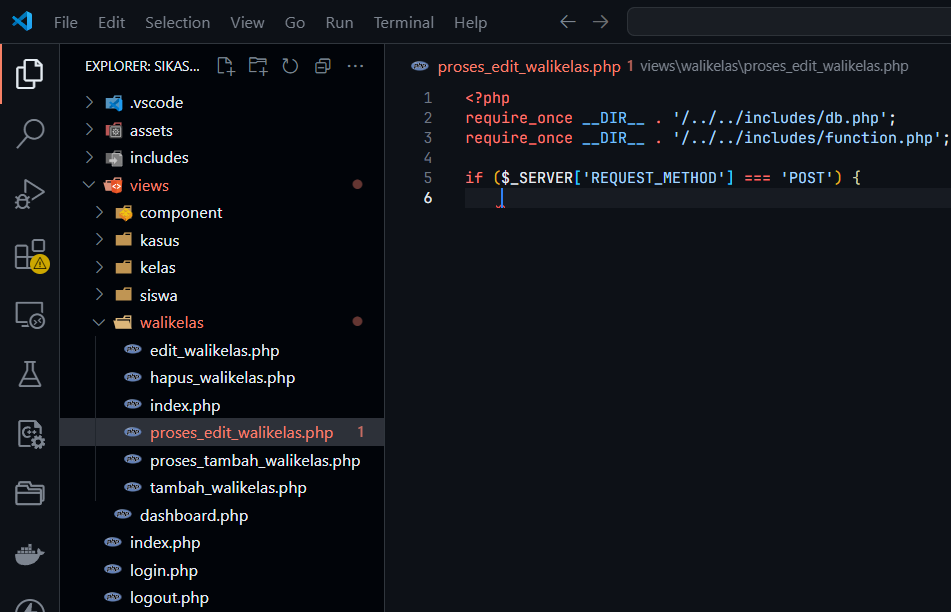 File Edit Selection View Go Run Terminal Help
EXPLORER: SIKAS...
.vscode
assets
includes
views
component
kasus
kelas
siswa
walikelas
edit_walikelas.php
hapus_walikelas.php
index.php
proses_edit_walikelas.php 1
proses_tambah_walikelas.php
tambah_walikelas.php
dashboard.php
index.php
login.php
logout.php
proses_edit_walikelas.php 1 views\walikelas\proses_edit_walikelas.php
1 <?php
2 require_once __DIR__ . '/../../includes/db.php';
3 require_once __DIR__ . '/../../includes/function.php';
4
5 if ($_SERVER['REQUEST_METHOD'] === 'POST') {
6